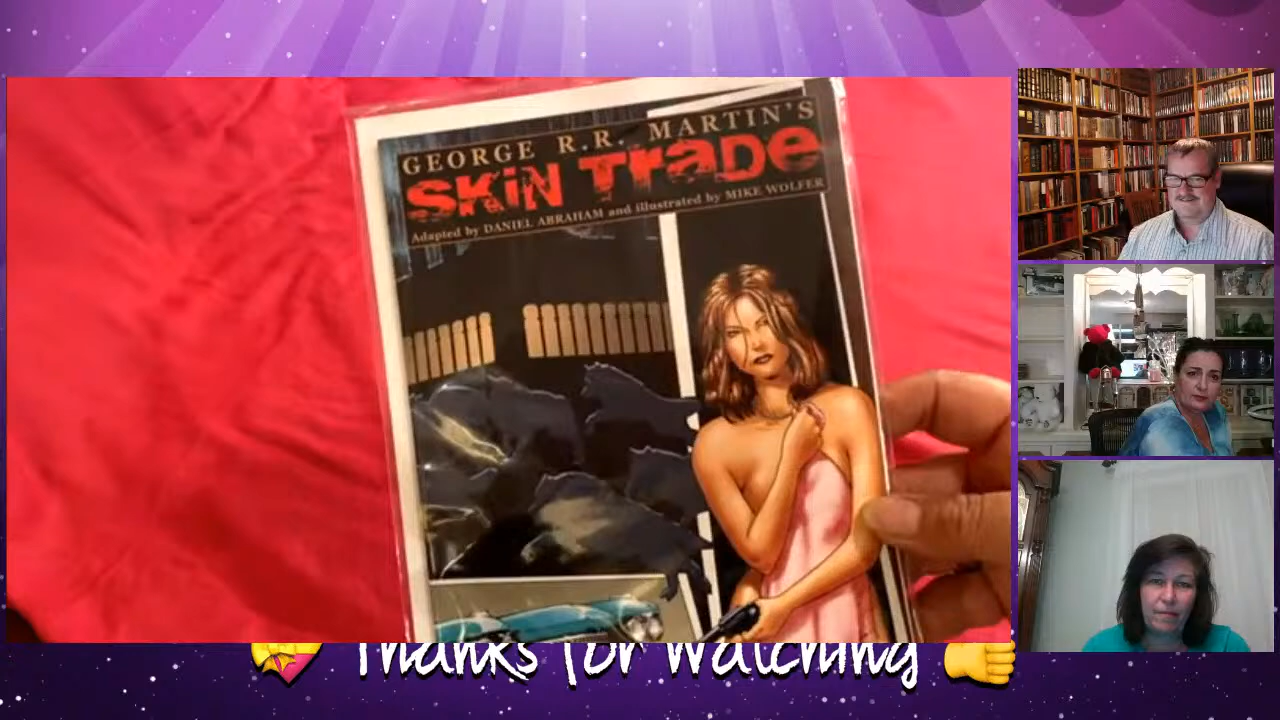 GEORGE R.R. MARTIN'S
SKIN TRADE
Adapted by DANIEL ABRAHAM and illustrated by MIKE WOLFER
Thanks for watching